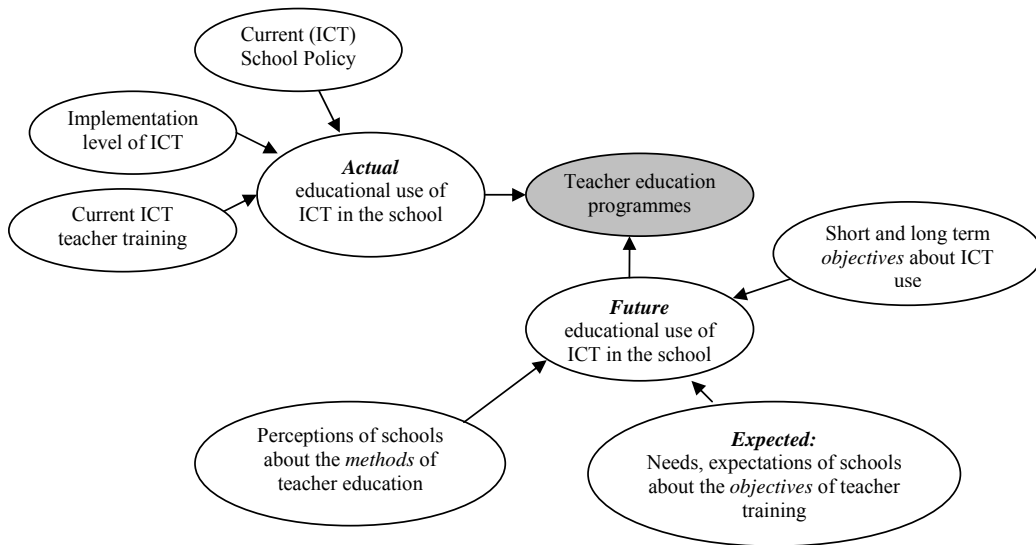 Current (ICT)
School Policy
Implementation
level of ICT
Actual
educational use of
ICT in the school
Teacher education
programmes
Current ICT
teacher training
Short and long term
objectives about ICT
use
Future
educational use of
ICT in the school
Perceptions of schools
about the methods of
teacher education
Expected:
Needs, expectations of schools
about the objectives of teacher
training